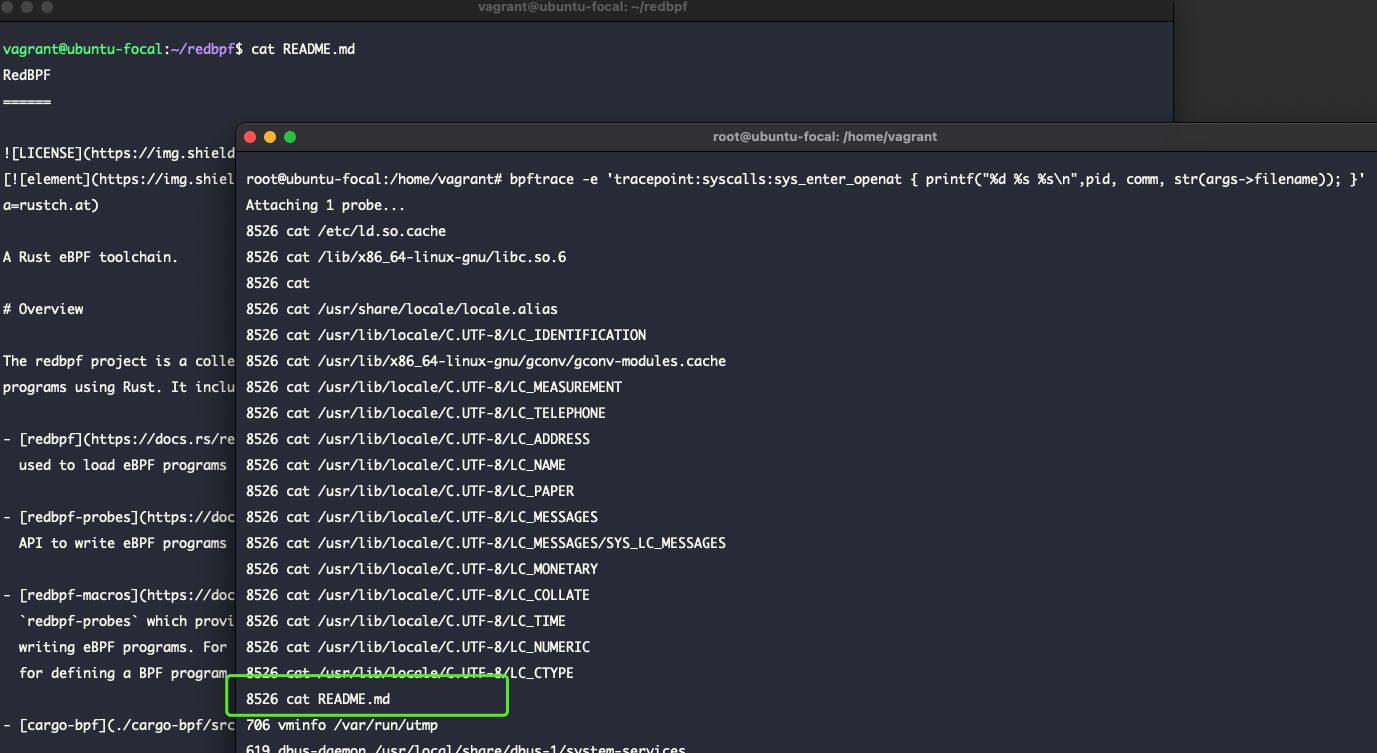 vagrant@ubuntu-focal: ~/redbpf
vagrant@ubuntu-focal:~/redbpf$ cat README.md
RedBPF
======
![LICENSE](https://img.shield
[![element](https://img.shiel
a=rustch.at)
A Rust eBPF toolchain.
# Overview
The redbpf project is a colle
programs using Rust. It inclu
- [redbpf](https://docs.rs/re
used to load eBPF programs
- [redbpf-probes](https://doc
API to write eBPF programs
- [redbpf-macros](https://doc
`redbpf-probes` which provi
writing eBPF programs. For
for defining a BPF program
- [cargo-bpf](./cargo-bpf/src
root@ubuntu-focal: /home/vagrant
root@ubuntu-focal:/home/vagrant# bpftrace -e 'tracepoint:syscalls:sys_enter_openat { printf("%d %s %s\n",pid, comm, str(args->filename)); }'
Attaching 1 probe...
8526 cat /etc/ld.so.cache
8526 cat /lib/x86_64-linux-gnu/libc.so.6
8526 cat
8526 cat /usr/share/locale/locale.alias
8526 cat /usr/lib/locale/C.UTF-8/LC_IDENTIFICATION
8526 cat /usr/lib/x86_64-linux-gnu/gconv/gconv-modules.cache
8526 cat /usr/lib/locale/C.UTF-8/LC_MEASUREMENT
8526 cat /usr/lib/locale/C.UTF-8/LC_TELEPHONE
8526 cat /usr/lib/locale/C.UTF-8/LC_ADDRESS
8526 cat /usr/lib/locale/C.UTF-8/LC_NAME
8526 cat /usr/lib/locale/C.UTF-8/LC_PAPER
8526 cat /usr/lib/locale/C.UTF-8/LC_MESSAGES
8526 cat /usr/lib/locale/C.UTF-8/LC_MESSAGES/SYS_LC_MESSAGES
8526 cat /usr/lib/locale/C.UTF-8/LC_MONETARY
8526 cat /usr/lib/locale/C.UTF-8/LC_COLLATE
8526 cat /usr/lib/locale/C.UTF-8/LC_TIME
8526 cat /usr/lib/locale/C.UTF-8/LC_NUMERIC
8526 cat /usr/lib/locale/C.UTF-8/LC_CTYPE
8526 cat README.md
706 vminfo /var/run/utmp
619 dbus-daemon /usr/local/share/dbus-1/system-services